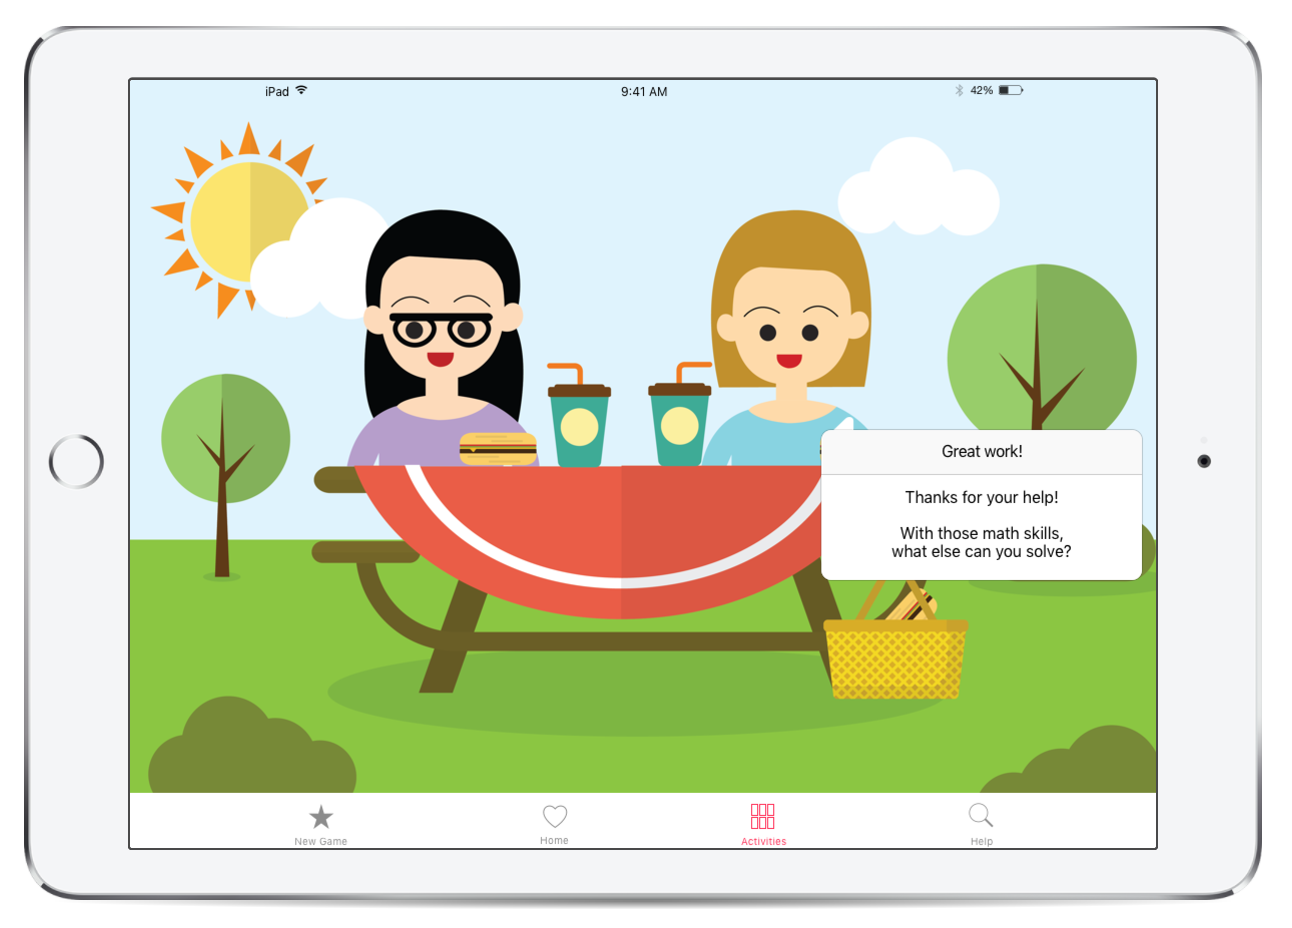 iPad 9:41 AM 42%
Great work!
Thanks for your help!
With those math skills,
what else can you solve?
New Game Home Activities Help